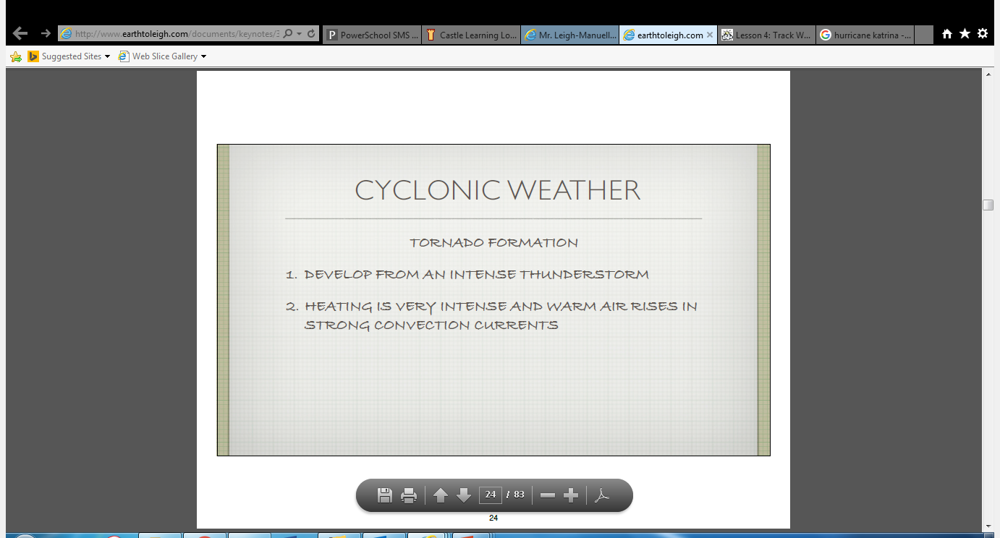 http://www.earthtoleigh.com/documents/keynotes/3
PowerSchool SMS ...
Castle Learning Lo...
Mr. Leigh-Manuell...
earthtoleigh.com
Lesson 4: Track W...
hurricane katrina -...
Suggested Sites
Web Slice Gallery
CYCLONIC WEATHER
TORNADO FORMATION
1. DEVELOP FROM AN INTENSE THUNDERSTORM
2. HEATING IS VERY INTENSE AND WARM AIR RISES IN
STRONG CONVECTION CURRENTS
24 / 83
24